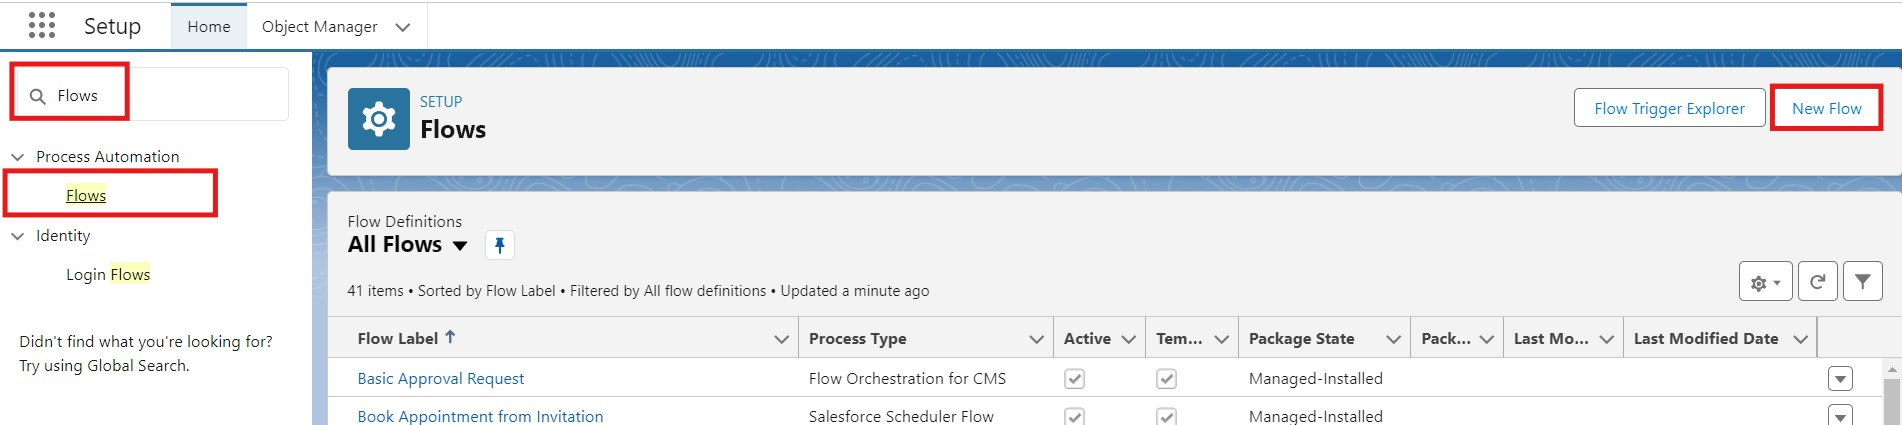 Setup Home Object Manager
Flows
Process Automation
Flows
Identity
Login Flows
Didn't find what you're looking for?
Try using Global Search.
SETUP
Flows
Flow Trigger Explorer New Flow
Flow Definitions
All Flows
41 items • Sorted by Flow Label • Filtered by All flow definitions • Updated a minute ago
Flow Label Process Type Active Tem... Package State Pack... Last Mo... Last Modified Date
Basic Approval Request Flow Orchestration for CMS Managed-Installed
Book Appointment from Invitation Salesforce Scheduler Flow Managed-Installed